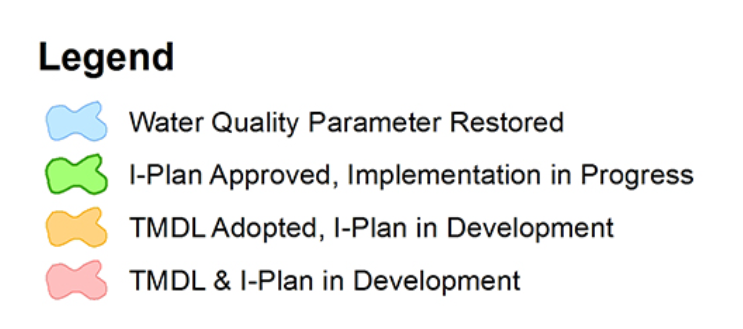 Legend
Water Quality Parameter Restored
I-Plan Approved, Implementation in Progress
TMDL Adopted, I-Plan in Development
TMDL & I-Plan in Development